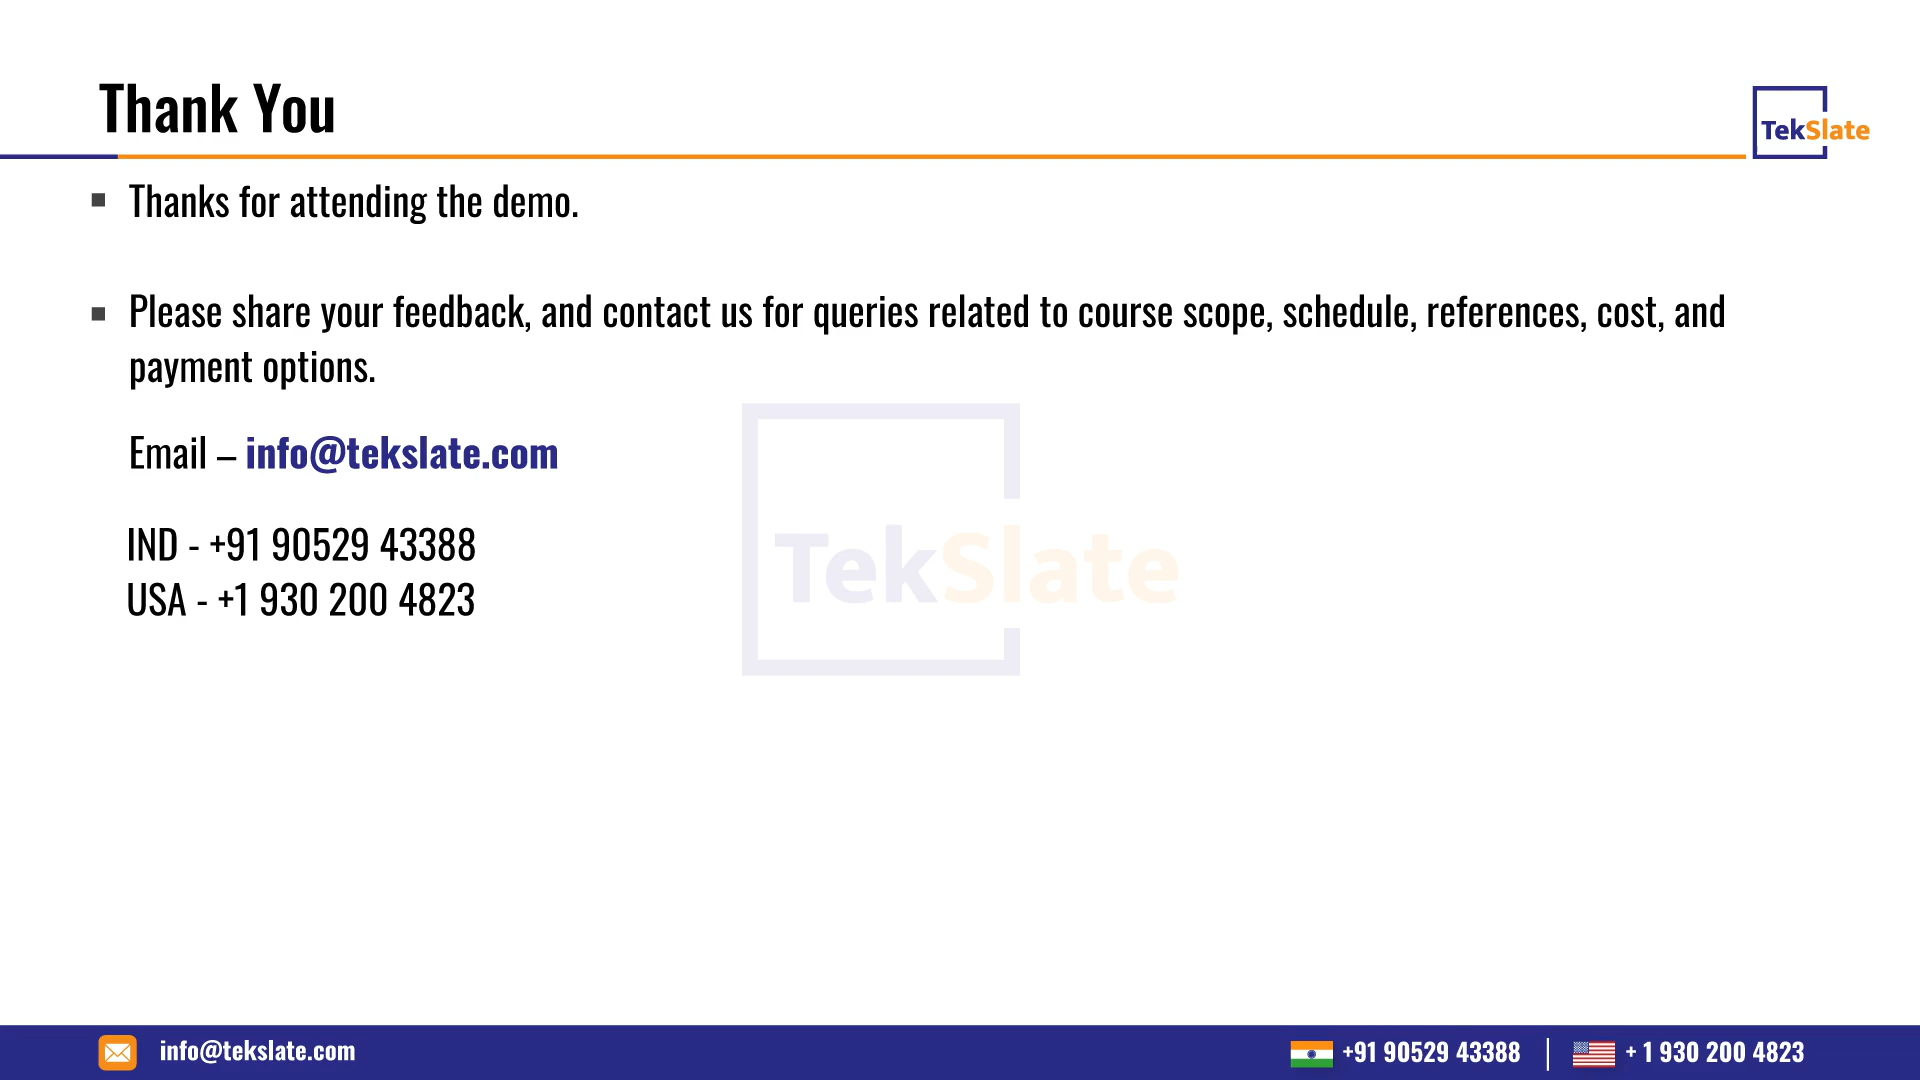 Thank You
TekSlate
Thanks for attending the demo.
Please share your feedback, and contact us for queries related to course scope, schedule, references, cost, and
payment options.
Email – info@tekslate.com
IND - +91 90529 43388
USA - +1 930 200 4823
TekSlate
info@tekslate.com
+91 90529 43388
+ 1 930 200 4823